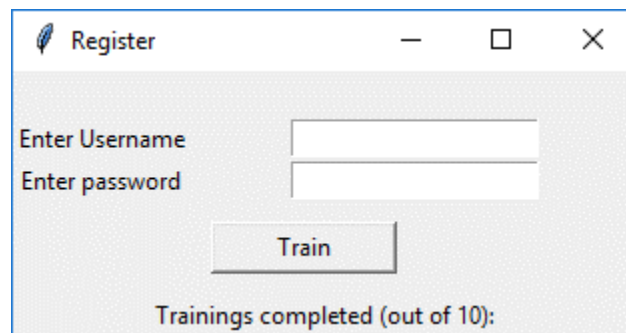 Register
Enter Username
Enter password
Train
Trainings completed (out of 10):